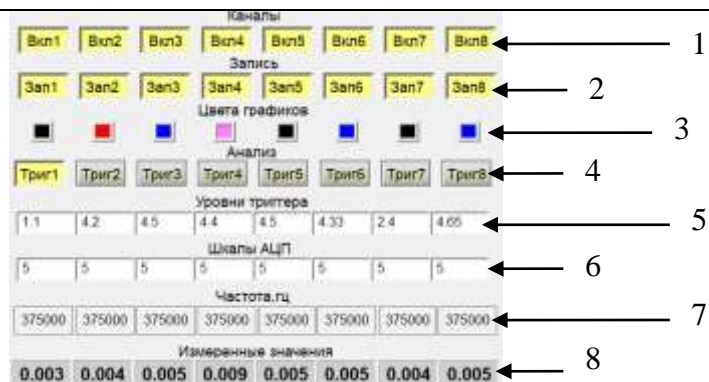 Каналы
Вкл1 Вкл2 Вкл3 Вкл4 Вкл5 Вкл6 Вкл7 Вкл8 1
Запись
Зап1 Зап2 Зап3 Зап4 Зап5 Зап6 Зап7 Зап8 2
Цвета графиков
3
Анализ
Триг1 Триг2 Триг3 Триг4 Триг5 Триг6 Триг7 Триг8 4
Уровни триггера
1.1 4.2 4.5 4.4 4.5 4.33 2.4 4.65 5
Шкалы АЦП
5 5 5 5 5 5 5 5 6
Частота,гц
375000 375000 375000 375000 375000 375000 375000 375000 7
Измеренные значения
0.003 0.004 0.005 0.009 0.005 0.005 0.004 0.005 8